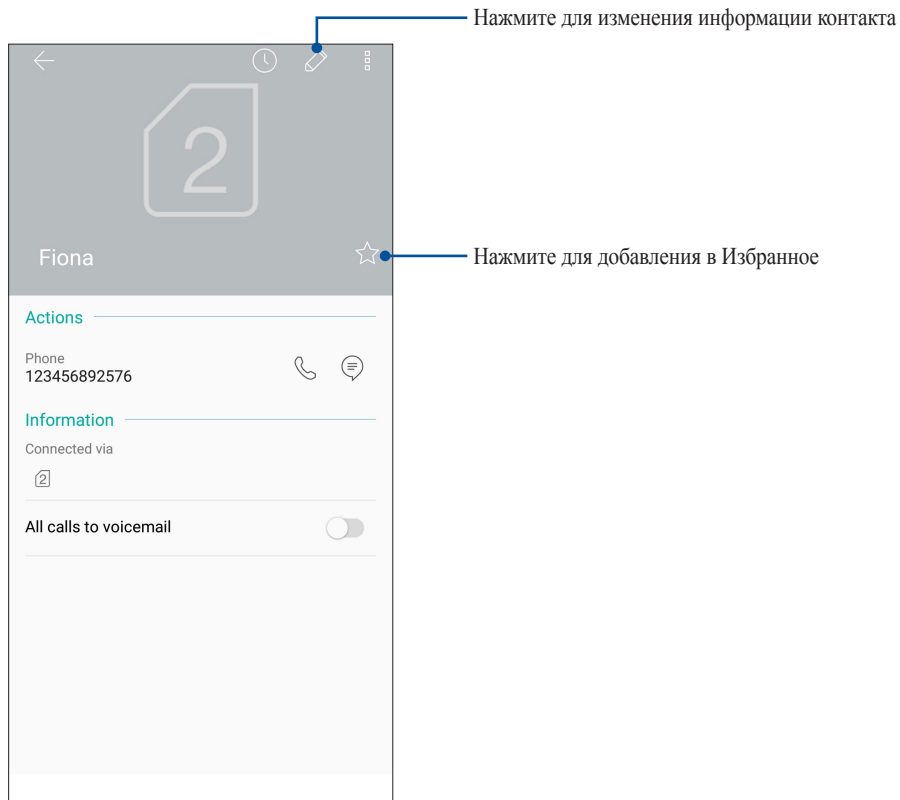 Нажмите для изменения информации контакта
2
Fiona
Нажмите для добавления в Избранное
Actions
Phone
123456892576
Information
Connected via
2
All calls to voicemail